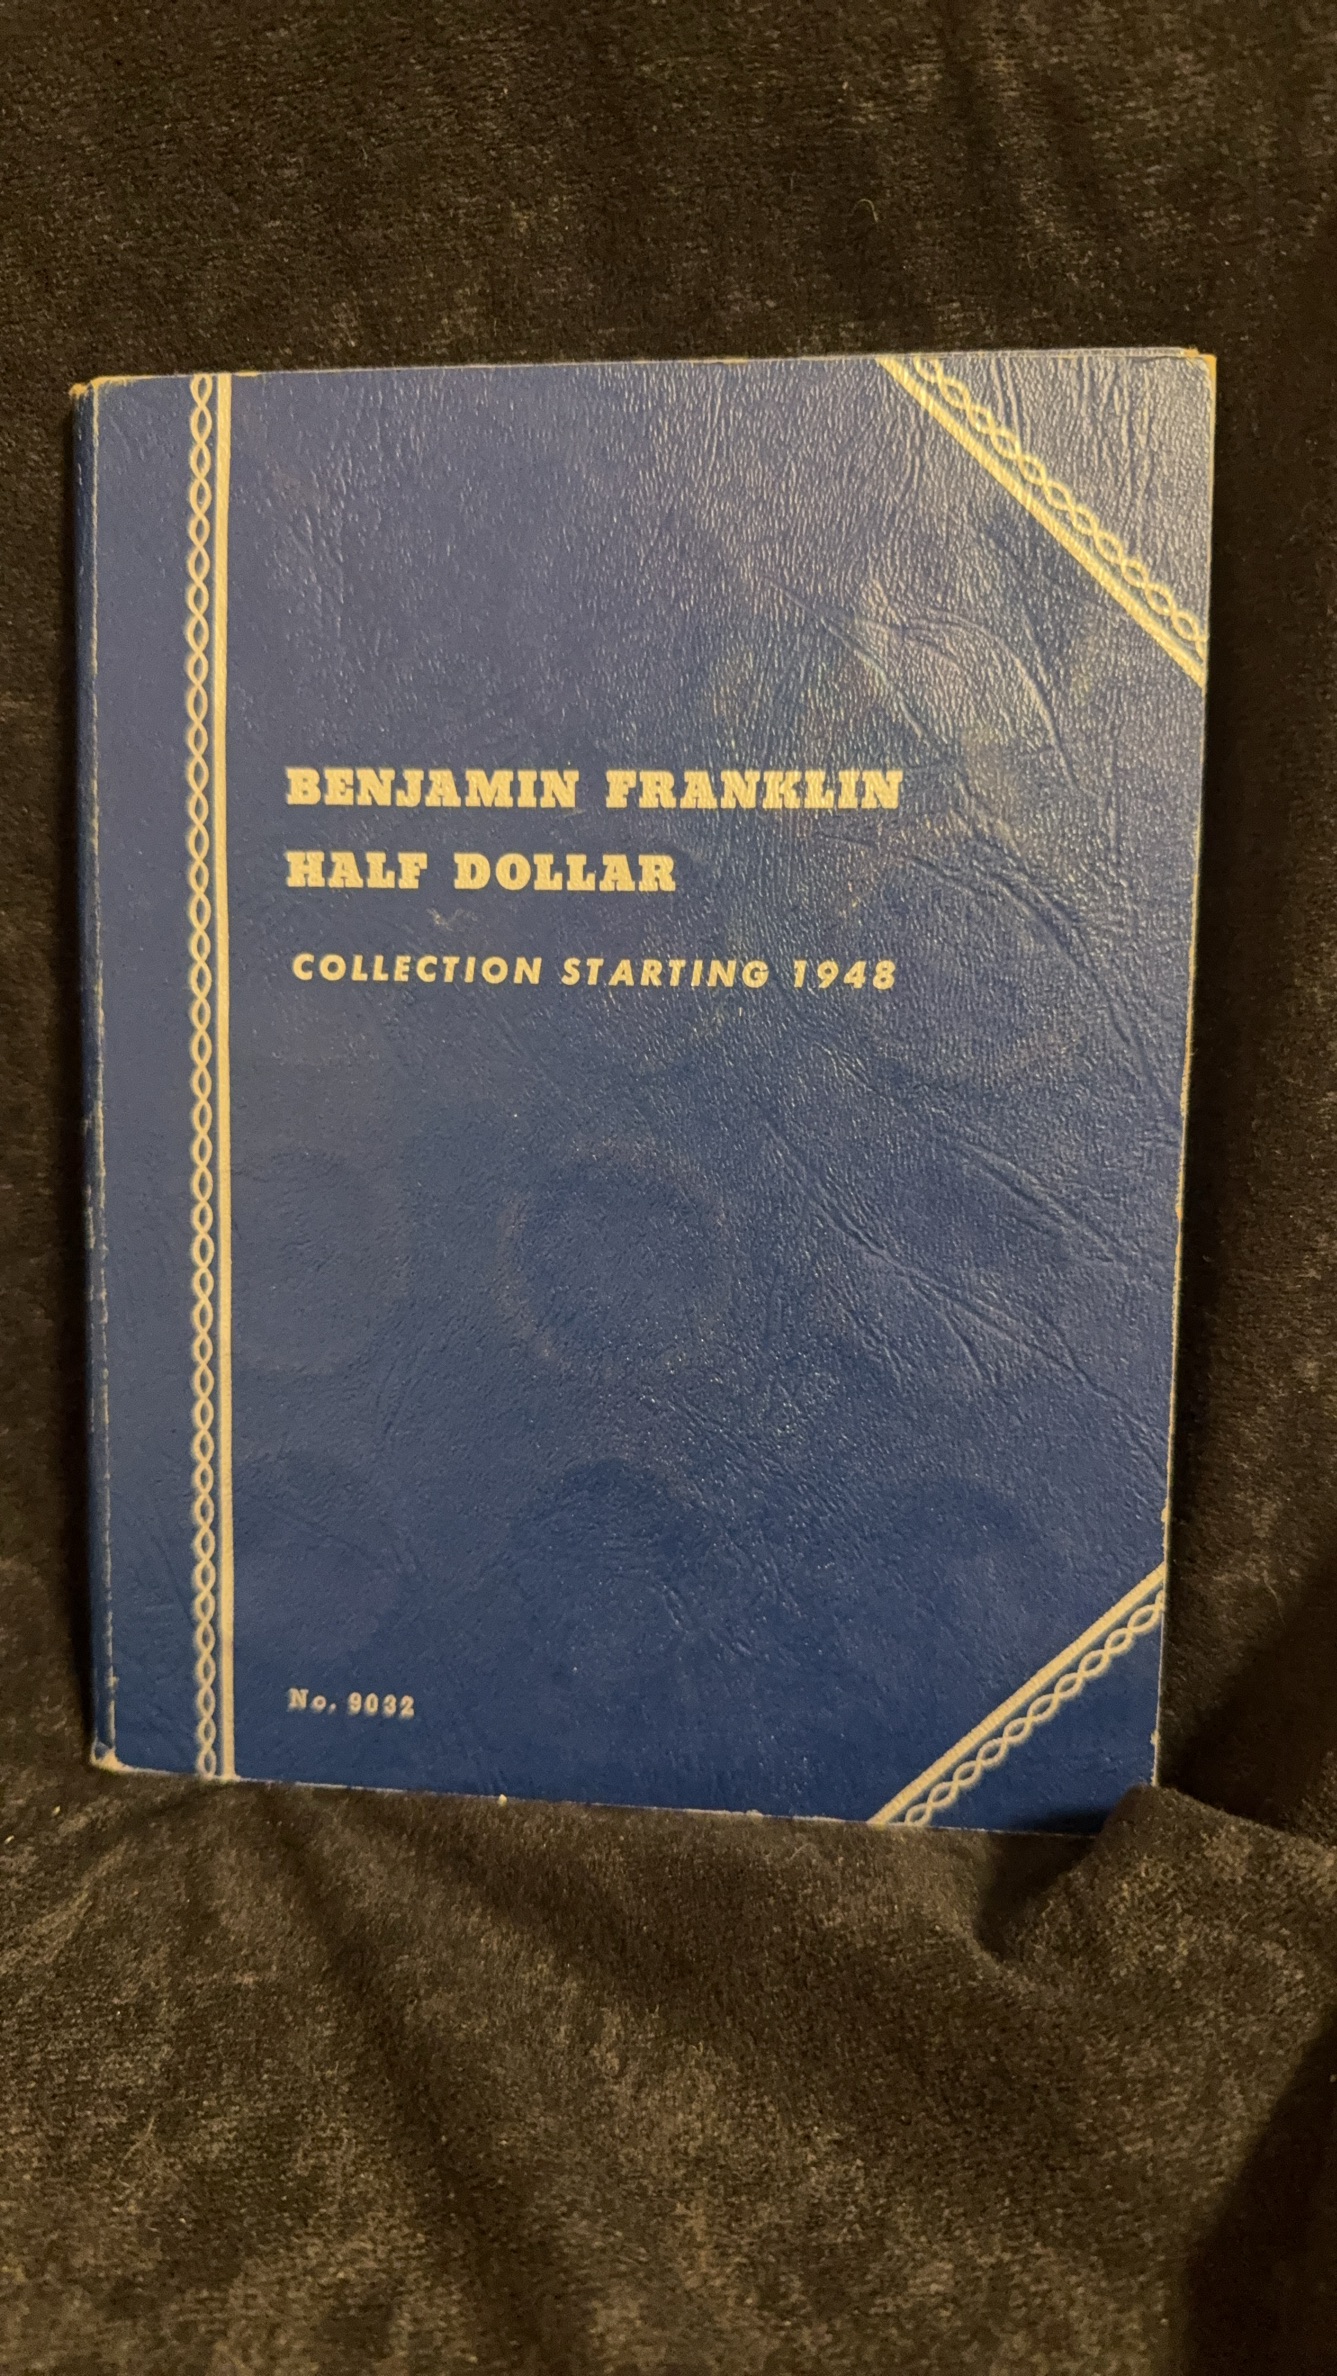 BENJAMIN FRANKLIN
HALF DOLLAR
COLLECTION STARTING 1948
No. 9032